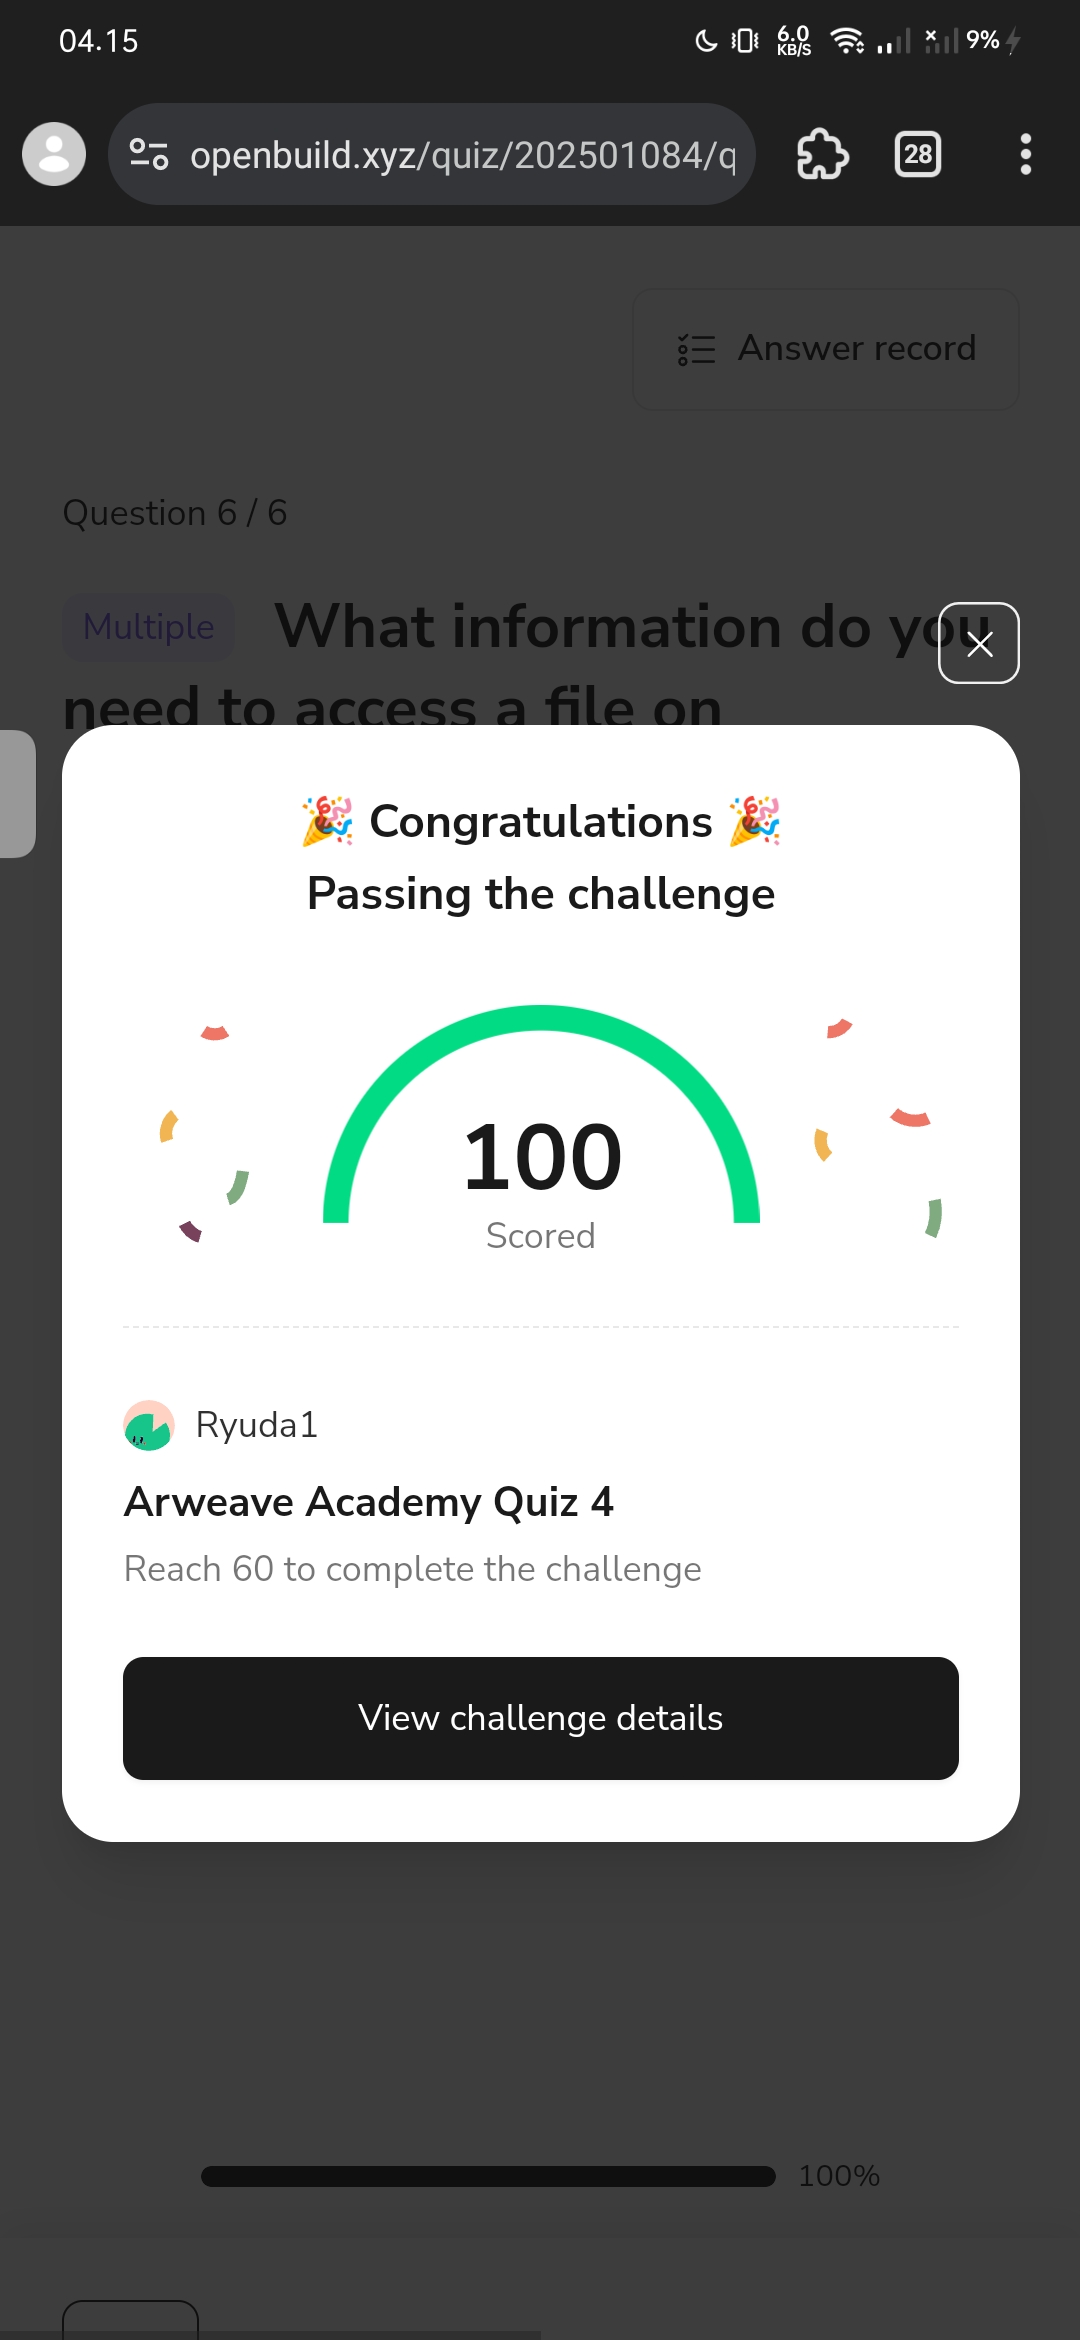 04.15
6.0
KB/S
9%
openbuild.xyz/quiz/202501084/q
28
Answer record
Question 6 / 6
Multiple What information do you
need to access a file on
🎉 Congratulations 🎉
Passing the challenge
100
Scored
Ryuda1
Arweave Academy Quiz 4
Reach 60 to complete the challenge
View challenge details
100%